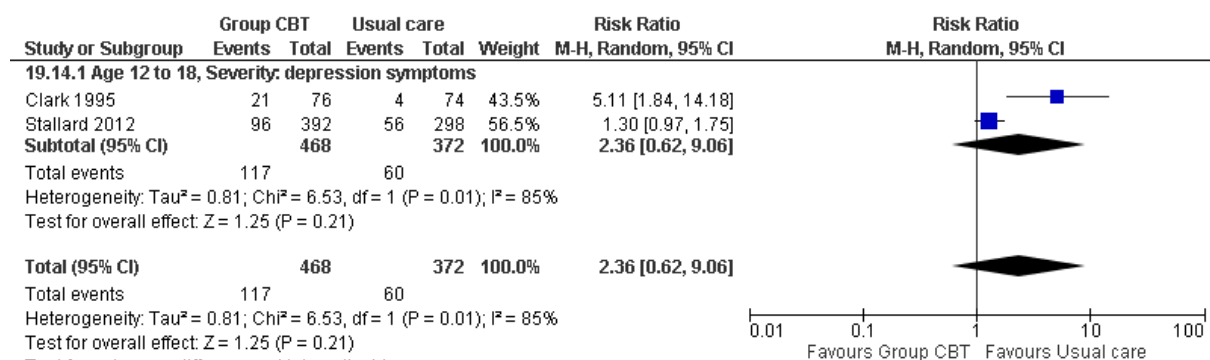 Group CBT Usual care Risk Ratio Risk Ratio
Study or Subgroup Events Total Events Total Weight M-H, Random, 95% CI M-H, Random, 95% CI
19.14.1 Age 12 to 18, Severity: depression symptoms
Clark 1995 21 76 4 74 43.5% 5.11 [1.84, 14.18]
Stallard 2012 96 392 56 298 56.5% 1.30 [0.97, 1.75]
Subtotal (95% CI) 468 372 100.0% 2.36 [0.62, 9.06]
Total events 117 60
Heterogeneity: Tau² = 0.81; Chi² = 6.53, df = 1 (P = 0.01); I² = 85%
Test for overall effect: Z = 1.25 (P = 0.21)
Total (95% CI) 468 372 100.0% 2.36 [0.62, 9.06]
Total events 117 60
Heterogeneity: Tau² = 0.81; Chi² = 6.53, df = 1 (P = 0.01); I² = 85%
Test for overall effect: Z = 1.25 (P = 0.21)
0.01 0.1 1 10 100
Favours Group CBT Favours Usual care